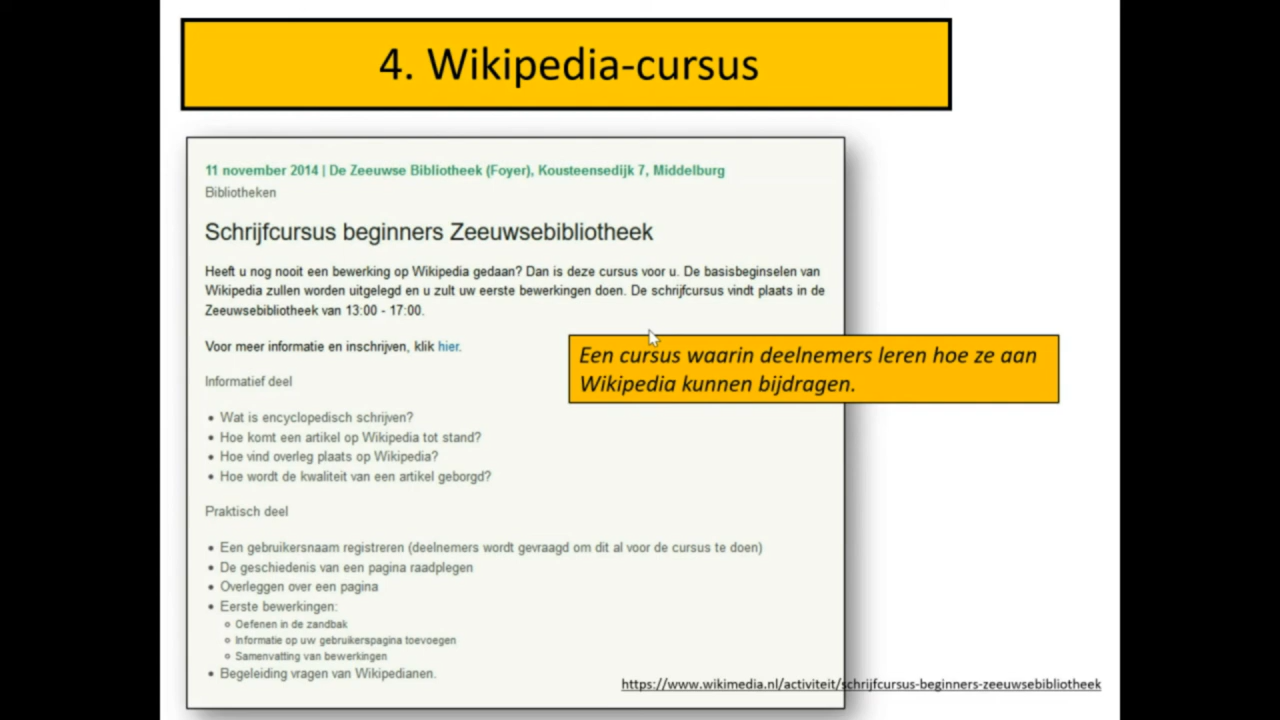 4. Wikipedia-cursus
11 november 2014 | De Zeeuwse Bibliotheek (Foyer), Kousteensedijk 7, Middelburg
Bibliotheken
Schrijfcursus beginners Zeeuwsebibliotheek
Heeft u nog nooit een bewerking op Wikipedia gedaan? Dan is deze cursus voor u. De basisbeginselen van
Wikipedia zullen worden uitgelegd en u zult uw eerste bewerkingen doen. De schrijfcursus vindt plaats in de
Zeeuwsebibliotheek van 13:00 - 17:00.
Voor meer informatie en inschrijven, klik hier.
Een cursus waarin deelnemers leren hoe ze aan
Wikipedia kunnen bijdragen.
Informatief deel
• Wat is encyclopedisch schrijven?
• Hoe komt een artikel op Wikipedia tot stand?
• Hoe vind overleg plaats op Wikipedia?
• Hoe wordt de kwaliteit van een artikel geborgd?
Praktisch deel
• Een gebruikersnaam registreren (deelnemers wordt gevraagd om dit al voor de cursus te doen)
• De geschiedenis van een pagina raadplegen
• Overleggen over een pagina
• Eerste bewerkingen:
o Oefenen in de zandbak
o Informatie op uw gebruikerspagina toevoegen
o Samenvatting van bewerkingen
• Begeleiding vragen van Wikipedianen.
https://www.wikimedia.nl/activiteit/schrijfcursus-beginners-zeeuwsebibliotheek